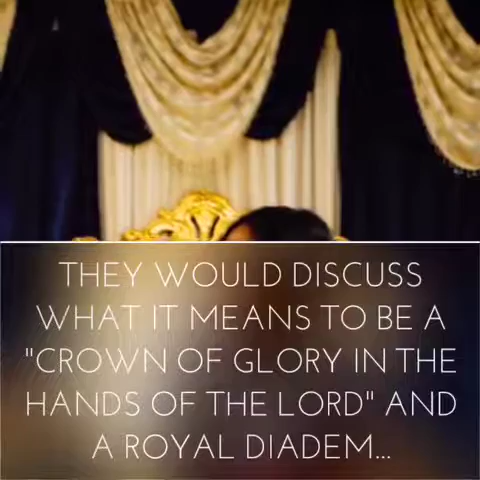 THEY WOULD DISCUSS
WHAT IT MEANS TO BE A
"CROWN OF GLORY IN THE
HANDS OF THE LORD" AND
A ROYAL DIADEM...